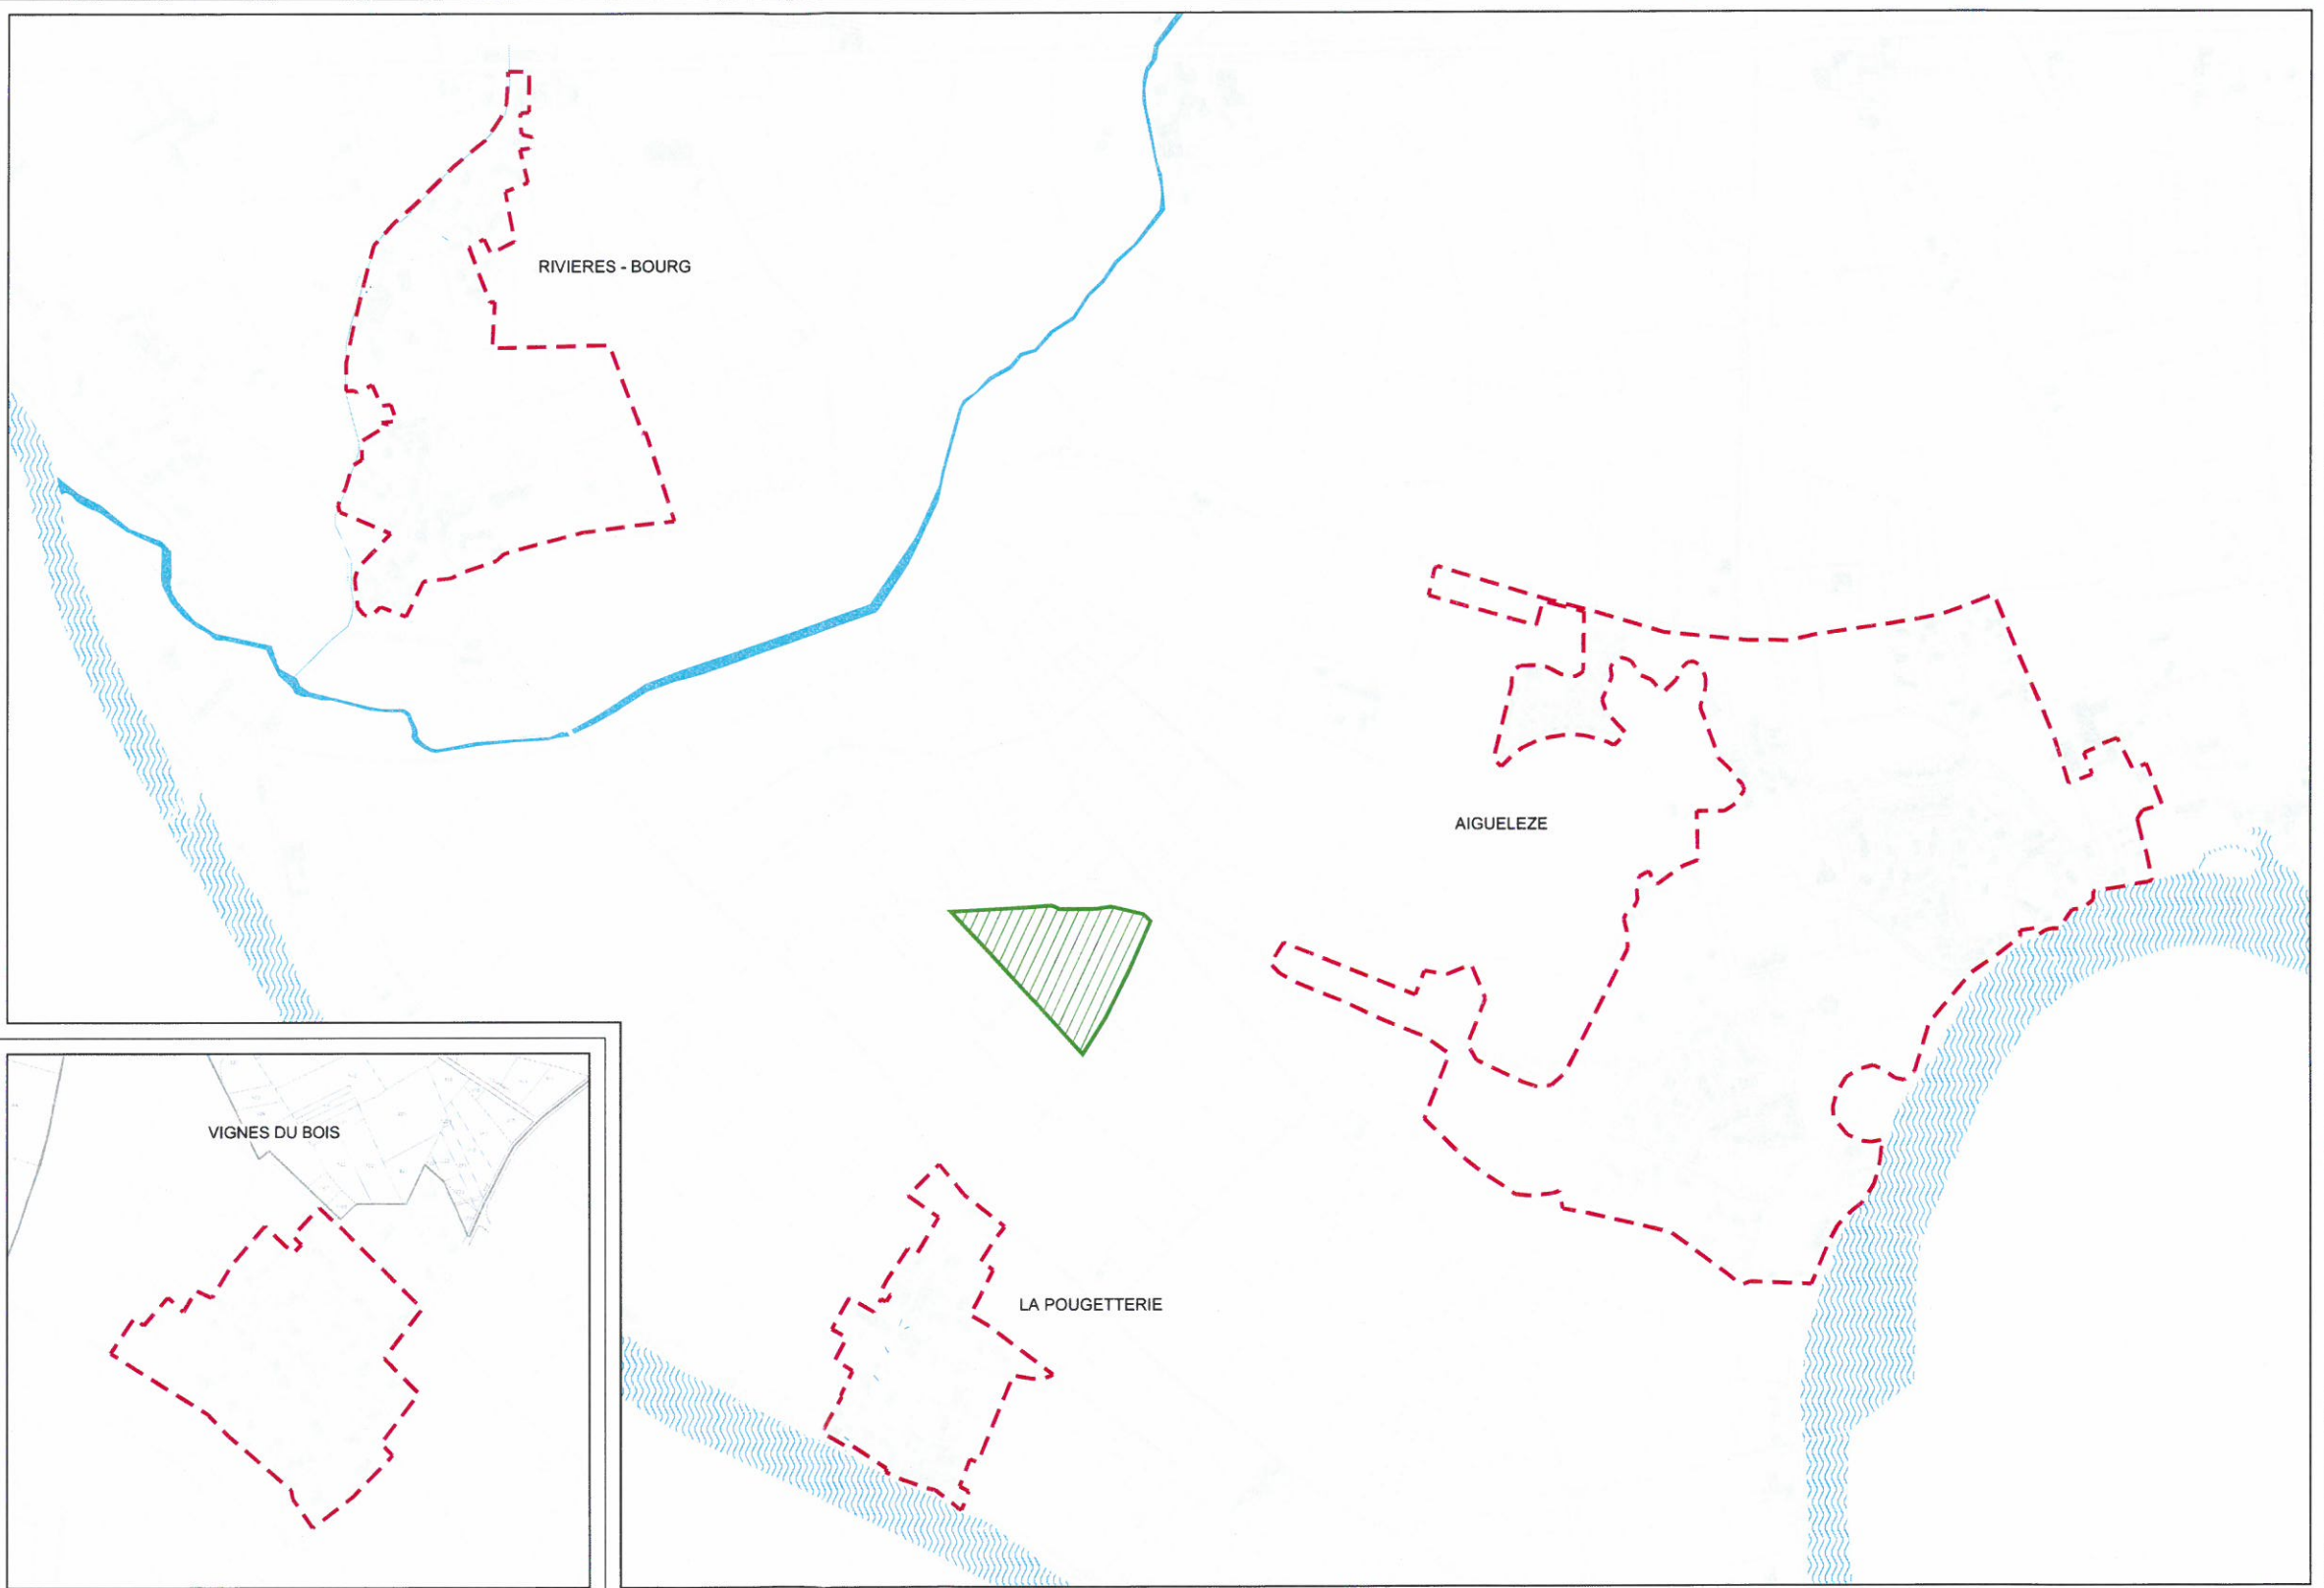 RIVIERES - BOURG
AIGUELEZE
VIGNES DU BOIS
LA POUGETTERIE